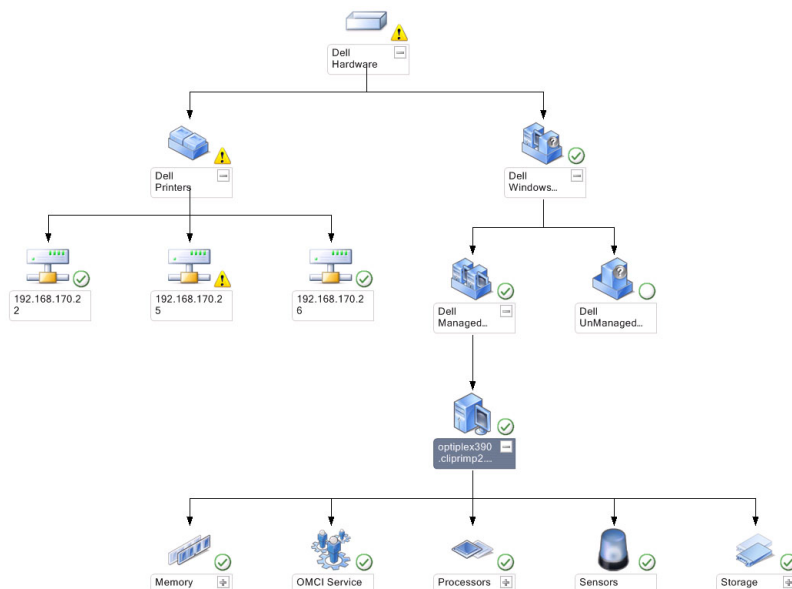 Dell
Hardware
Dell
Printers
Dell
Windows...
192.168.170.2
2
192.168.170.2
5
192.168.170.2
6
Dell
Managed...
Dell
UnManaged...
optiplex390
.cliprimp2...
Memory
OMCI Service
Processors
Sensors
Storage